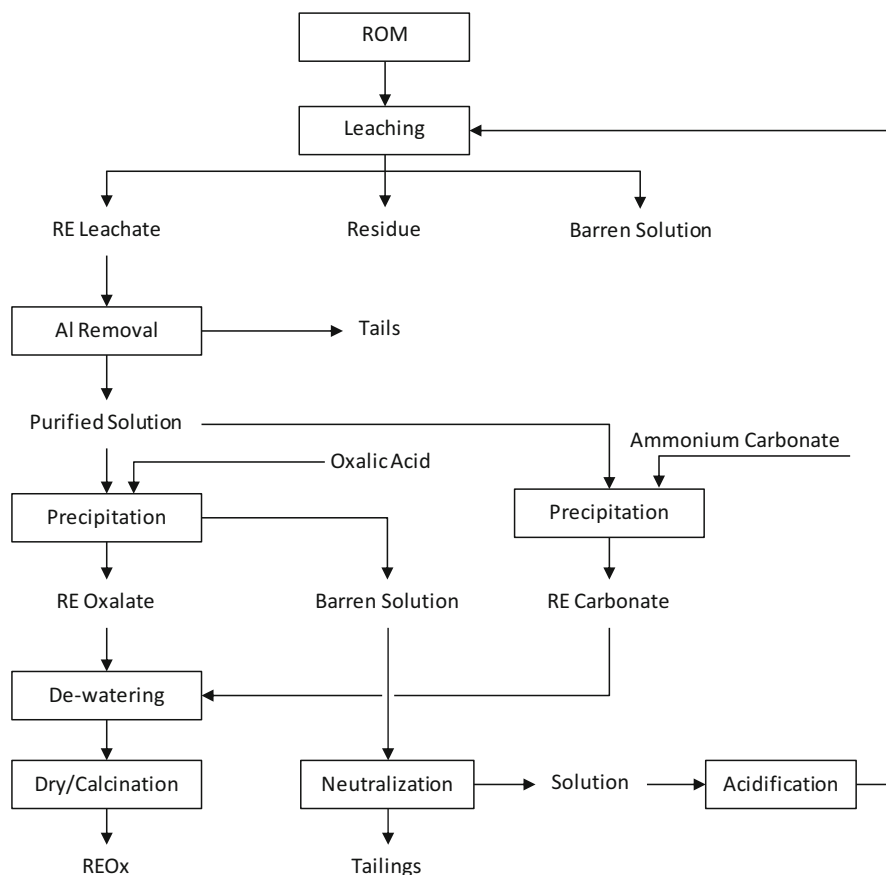 ROM
Leaching
RE Leachate
Residue
Barren Solution
Al Removal
Tails
Purified Solution
Ammonium Carbonate
Oxalic Acid
Precipitation
Precipitation
RE Oxalate
Barren Solution
RE Carbonate
De-watering
Dry/Calcination
Neutralization
Solution
Acidification
REOx
Tailings